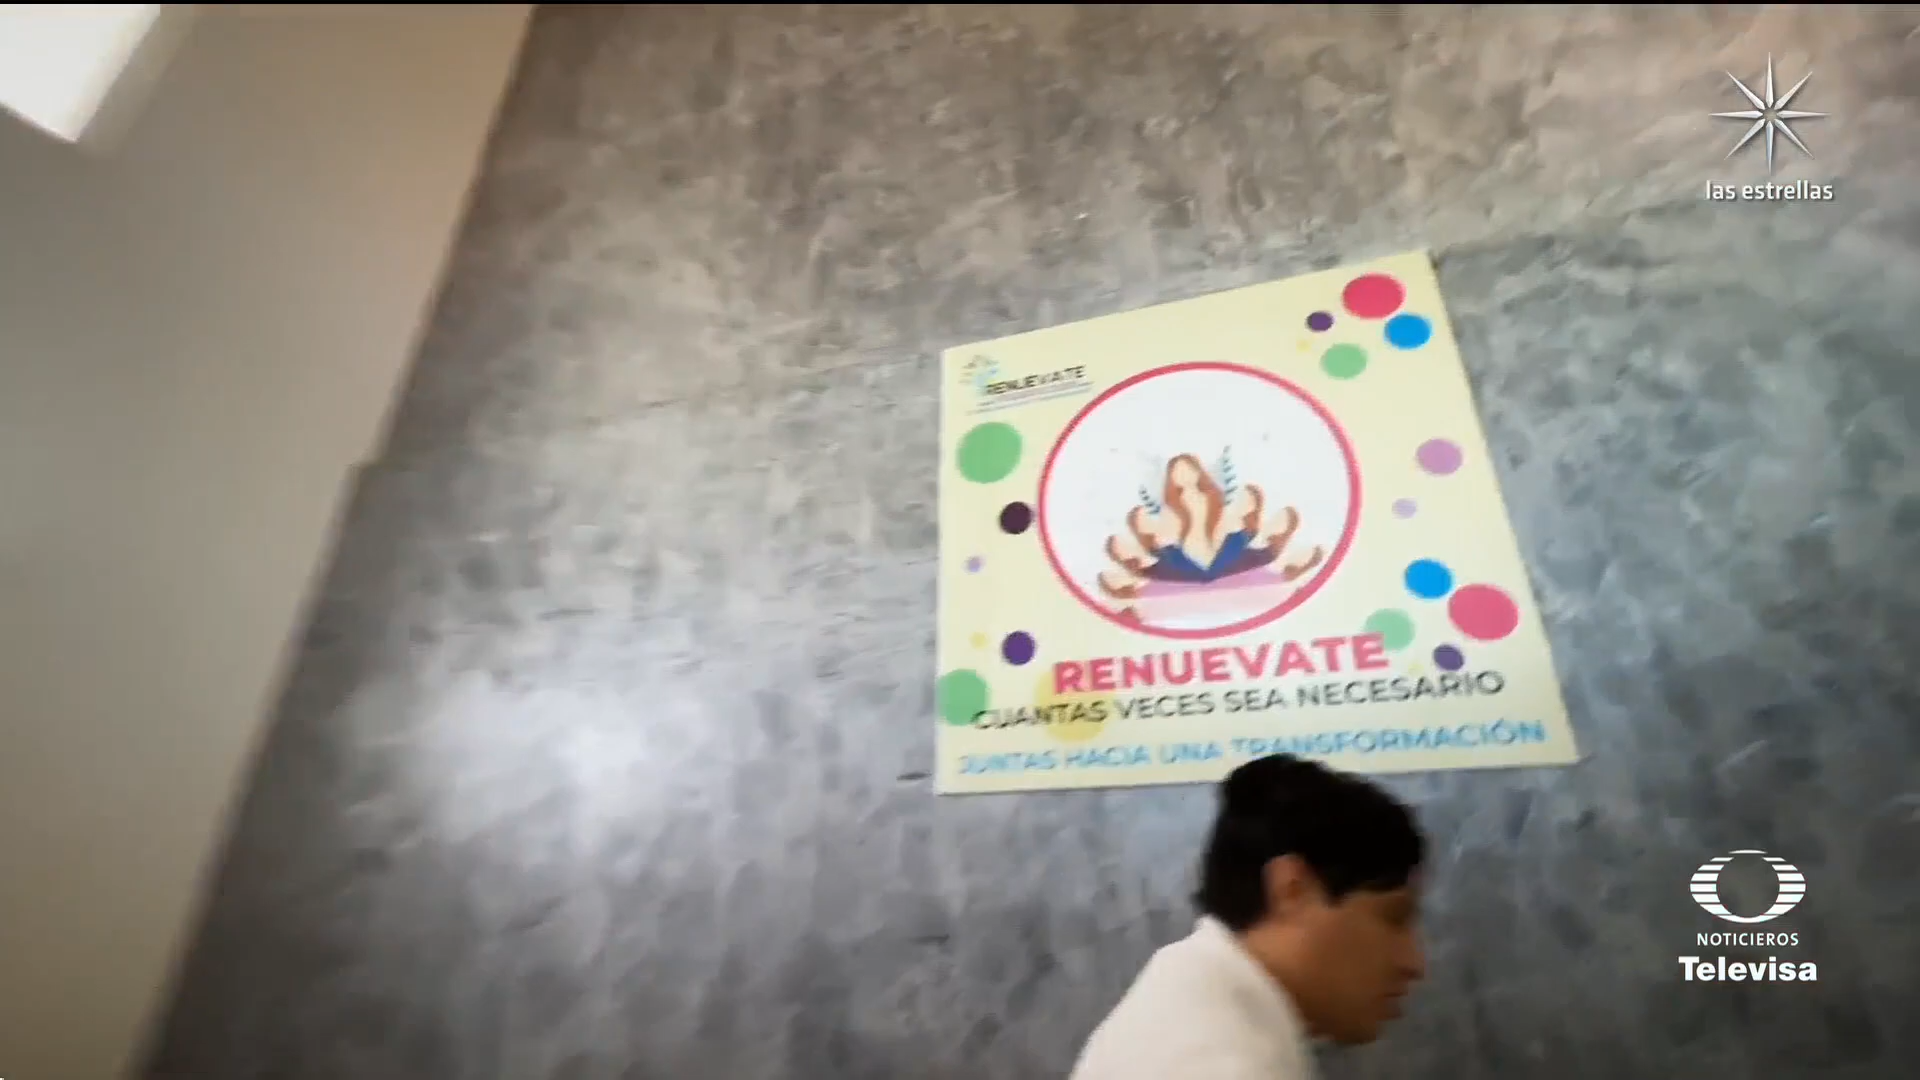 las estrellas
RENUEVATE
RENUEVATE
CUANTAS VECES SEA NECESARIO
JUNTAS HACIA UNA TRANSFORMACIÓN
NOTICIEROS
Televisa